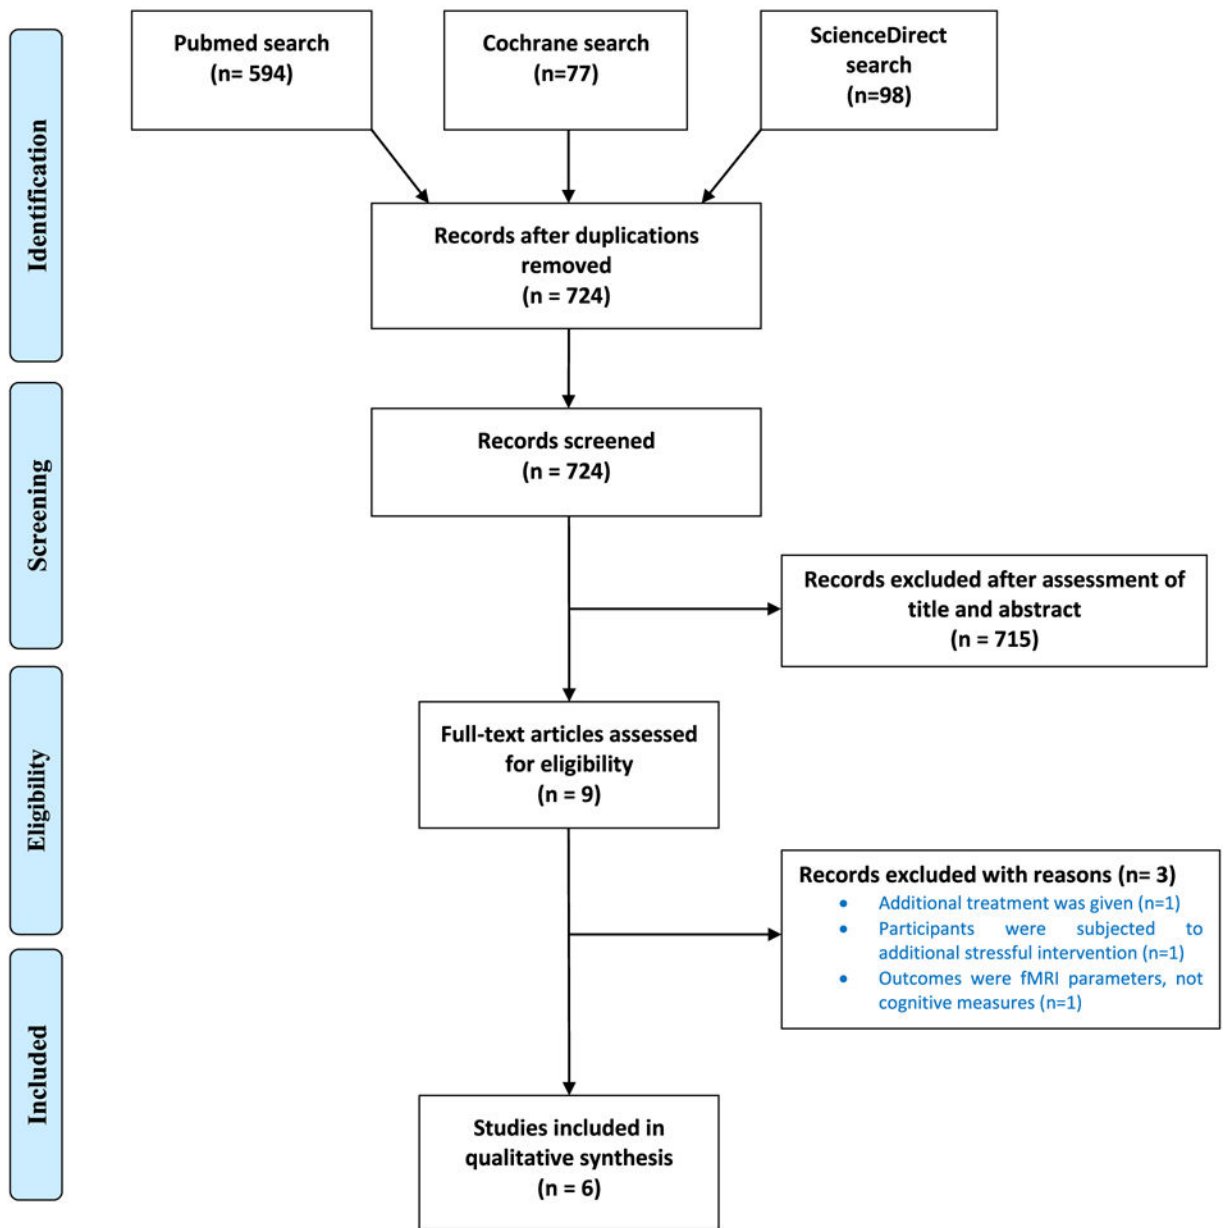 Identification
Pubmed search
(n= 594)
Cochrane search
(n=77)
ScienceDirect
search
(n=98)
Records after duplications
removed
(n = 724)
Screening
Records screened
(n = 724)
Records excluded after assessment of
title and abstract
(n = 715)
Eligibility
Full-text articles assessed
for eligibility
(n = 9)
Records excluded with reasons (n= 3)
• Additional treatment was given (n=1)
• Participants were subjected to
additional stressful intervention (n=1)
• Outcomes were fMRI parameters, not
cognitive measures (n=1)
Included
Studies included in
qualitative synthesis
(n = 6)